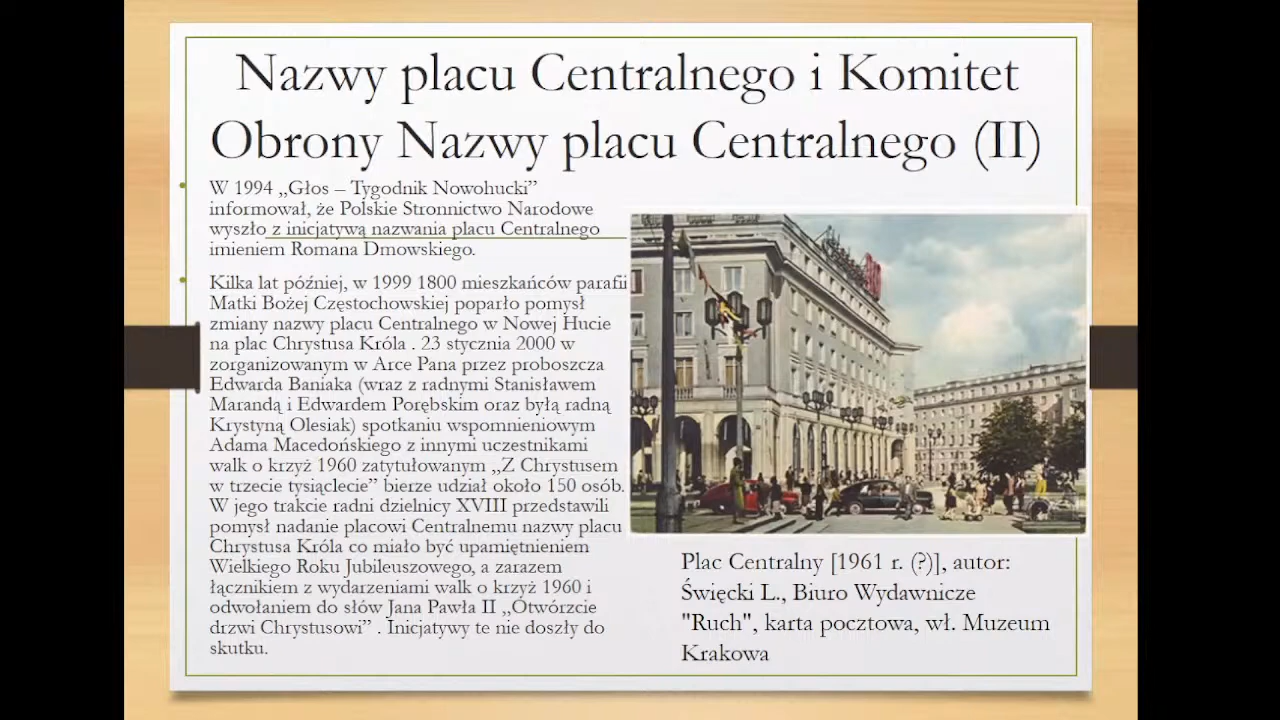 Nazwy placu Centralnego i Komitet
Obrony Nazwy placu Centralnego (II)
• W 1994 „Głos – Tygodnik Nowohucki”
informował, że Polskie Stronnictwo Narodowe
wyszło z inicjatywą nazwania placu Centralnego
imieniem Romana Dmowskiego.
• Kilka lat później, w 1999 1800 mieszkańców parafii
Matki Bożej Częstochowskiej poparło pomysł
zmiany nazwy placu Centralnego w Nowej Hucie
na plac Chrystusa Króla . 23 stycznia 2000 w
zorganizowanym w Arce Pana przez proboszcza
Edwarda Baniaka (wraz z radnymi Stanisławem
Marandą i Edwardem Porębskim oraz byłą radną
Krystyną Olesiak) spotkaniu wspomnieniowym
Adama Macedońskiego z innymi uczestnikami
walk o krzyż 1960 zatytułowanym „Z Chrystusem
w trzecie tysiąclecie” bierze udział około 150 osób.
W jego trakcie radni dzielnicy XVIII przedstawili
pomysł nadanie placowi Centralnemu nazwy placu
Chrystusa Króla co miało być upamiętnieniem
Wielkiego Roku Jubileuszowego, a zarazem
łącznikiem z wydarzeniami walk o krzyż 1960 i
odwołaniem do słów Jana Pawła II „Otwórzcie
drzwi Chrystusowi” . Inicjatywy te nie doszły do
skutku.
Plac Centralny [1961 r. (?)], autor:
Święcki L., Biuro Wydawnicze
"Ruch", karta pocztowa, wł. Muzeum
Krakowa